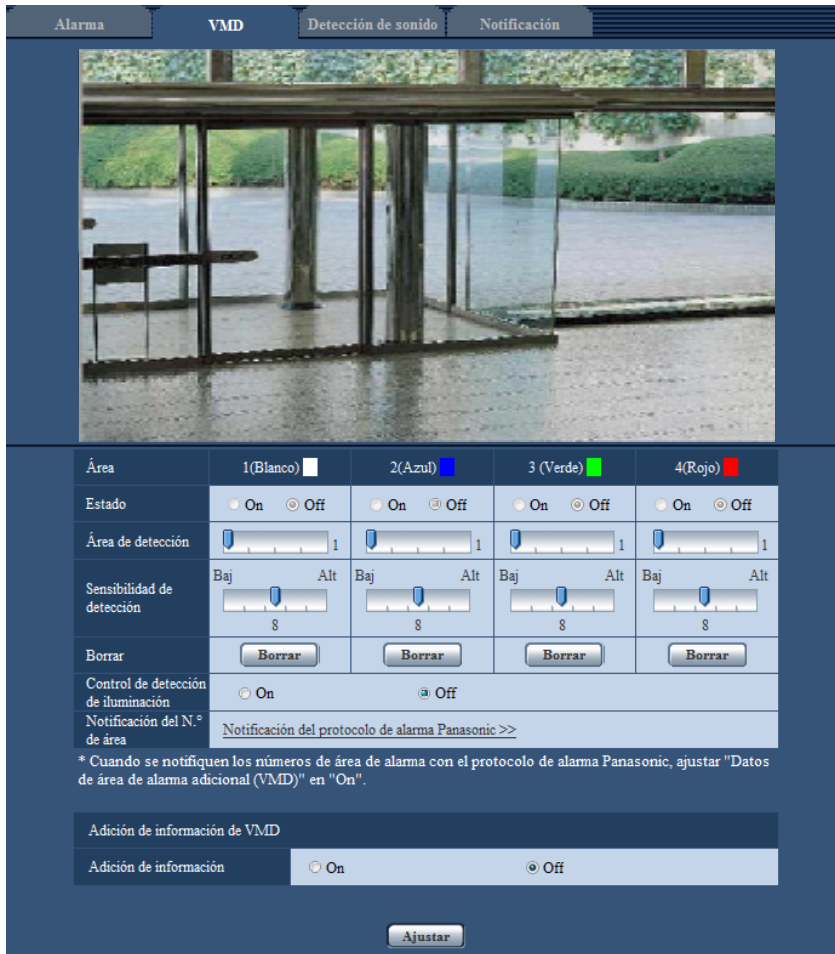 Alarma VMD Detección de sonido Notificación
Área 1(Blanco) 2(Azul) 3 (Verde) 4(Rojo)
Estado On Off On Off On Off On Off
Área de detección 1 1 1 1
Sensibilidad de detección Baj Alt Baj Alt Baj Alt Baj Alt
8 8 8 8
Borrar Borrar Borrar Borrar Borrar
Control de detección
de iluminación On Off
Notificación del N.°
de área Notificación del protocolo de alarma Panasonic >>
* Cuando se notifiquen los números de área de alarma con el protocolo de alarma Panasonic, ajustar "Datos
de área de alarma adicional (VMD)" en "On".
Adición de información de VMD
Adición de información On Off
Ajustar